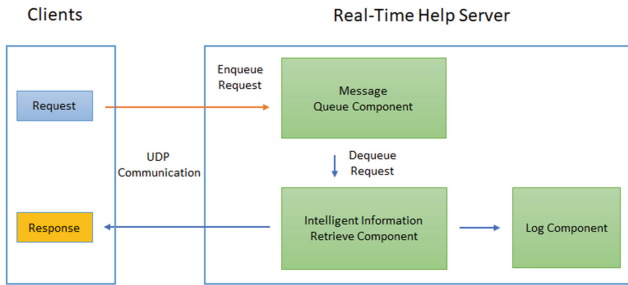 Clients
Real-Time Help Server
Enqueue
Request
Request
Message
Queue Component
UDP
Communication
Dequeue
Request
Response
Intelligent Information
Retrieve Component
Log Component